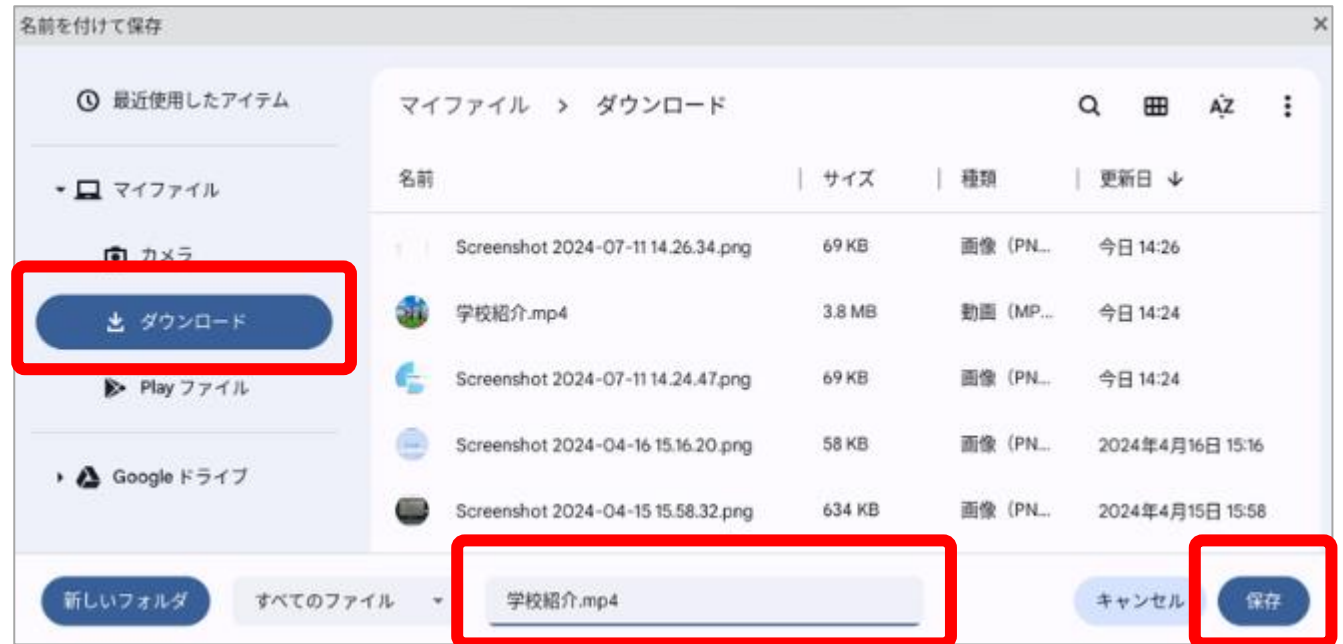 名前を付けて保存
最近使用したアイテム
マイファイル
カメラ
ダウンロード
Play ファイル
Google ドライブ
マイファイル > ダウンロード
AZ
名前 サイズ 種類 更新日
Screenshot 2024-07-11 14.26.34.png 69 KB 画像（PN... 今日 14:26
学校紹介.mp4 3.8 MB 動画（MP... 今日 14:24
Screenshot 2024-07-11 14.24.47.png 69 KB 画像（PN... 今日 14:24
Screenshot 2024-04-16 15.16.20.png 58 KB 画像（PN... 2024年4月16日 15:16
Screenshot 2024-04-15 15.58.32.png 634 KB 画像（PN... 2024年4月15日 15:58
新しいフォルダ すべてのファイル 学校紹介.mp4 キャンセル 保存